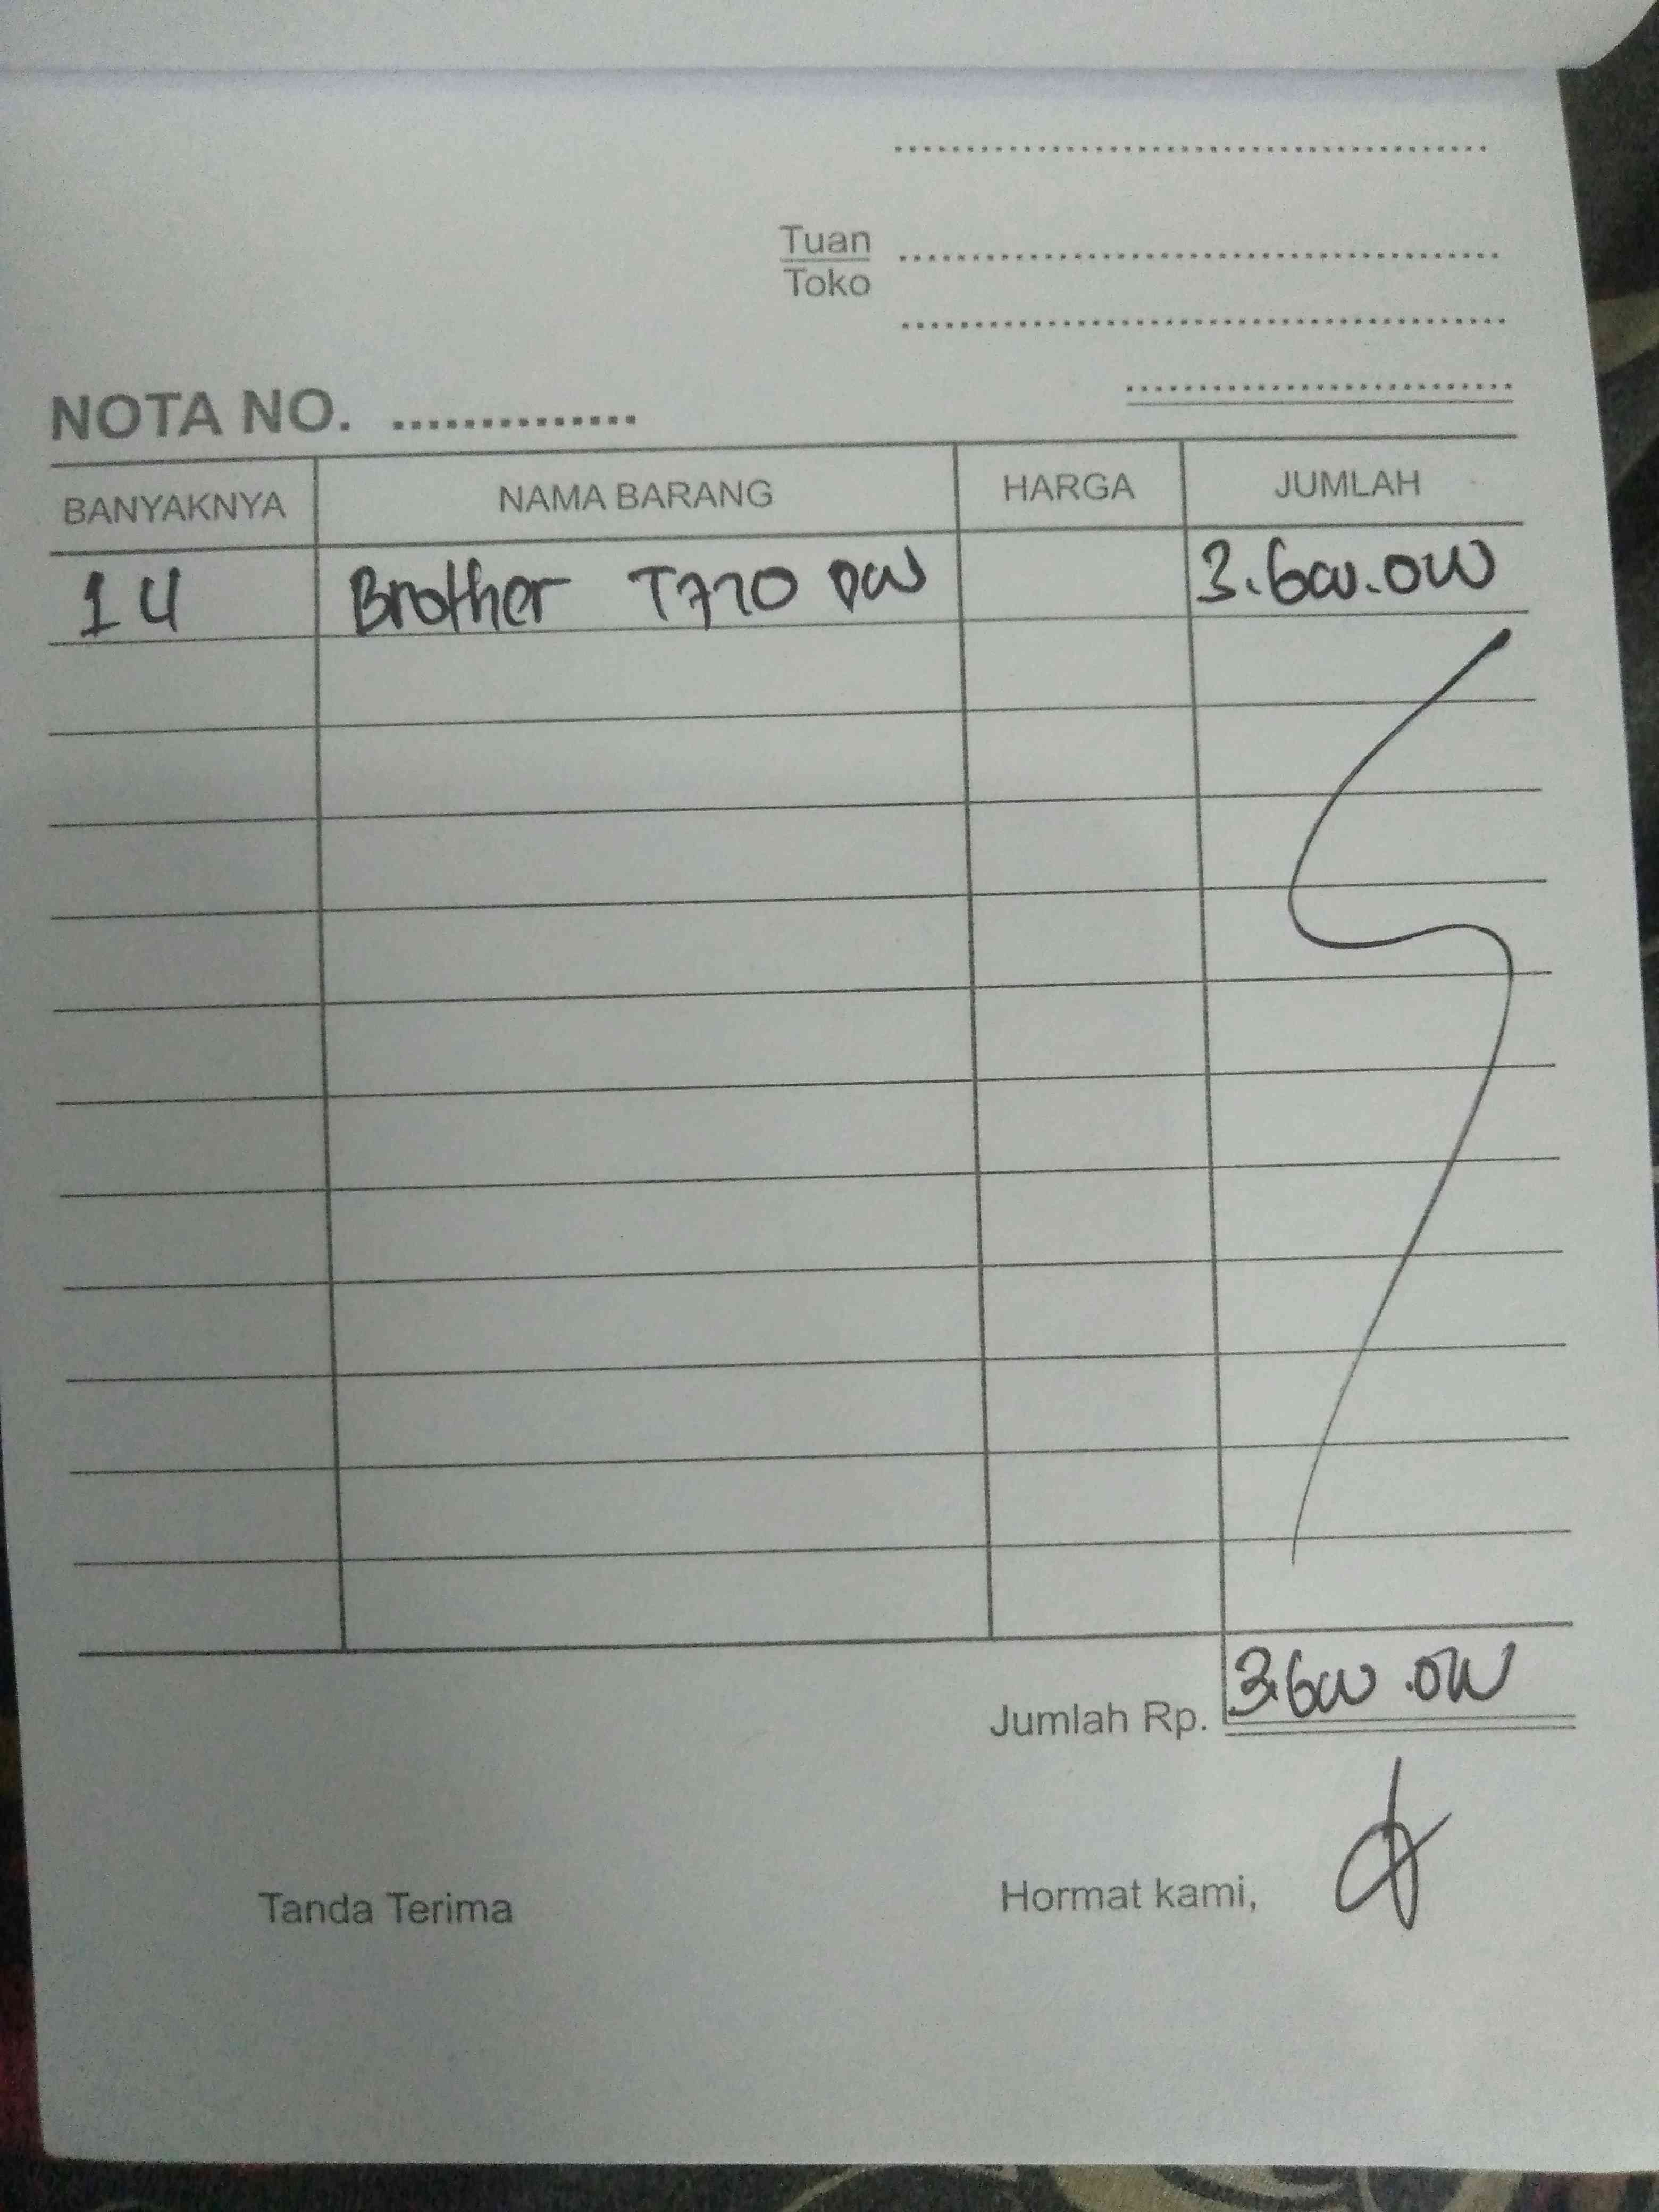 Tuan
Toko
NOTA NO. ..............
BANYAKNYA NAMA BARANG HARGA JUMLAH
1 U Brother T720 DW 3.600.000
Jumlah Rp. 3.600.000
Tanda Terima Hormat kami,